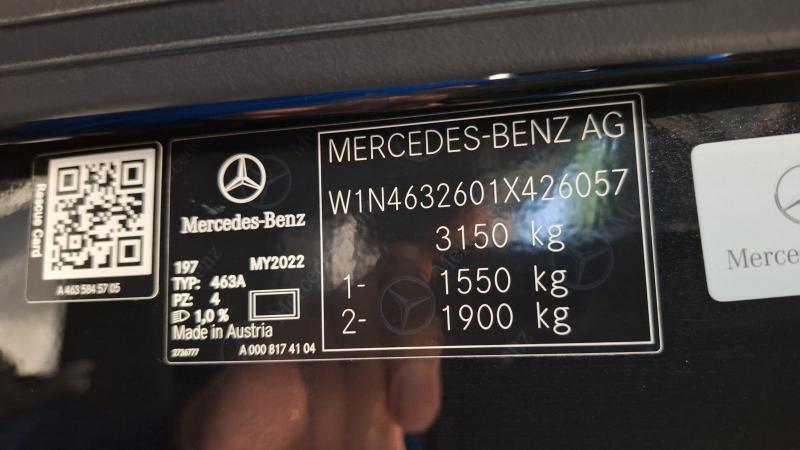 Rescue Card
A 463 584 57 05
Mercedes-Benz
197 MY2022
TYP: 463A
PZ: 4
1,0 %
Made in Austria
2736777 A 000 817 41 04
MERCEDES-BENZ AG
W1N4632601X426057
3150 kg
1- 1550 kg
2- 1900 kg
Merce